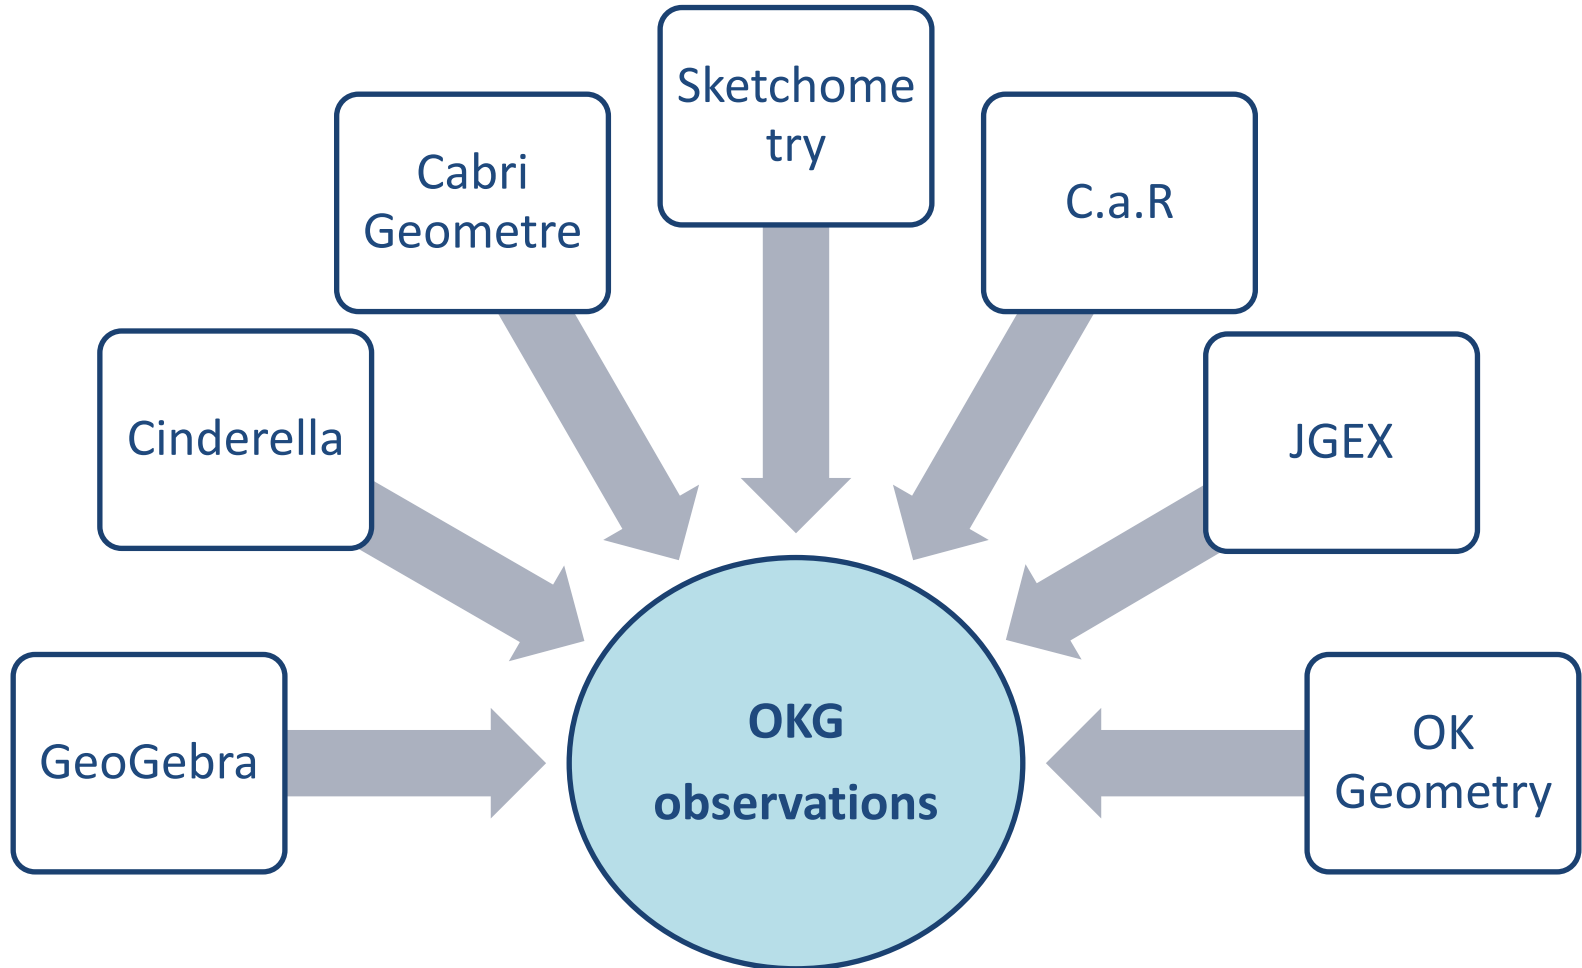 Sketchome
try
Cabri
Geometre
C.a.R
Cinderella
JGEX
GeoGebra
OKG
observations
OK
Geometry